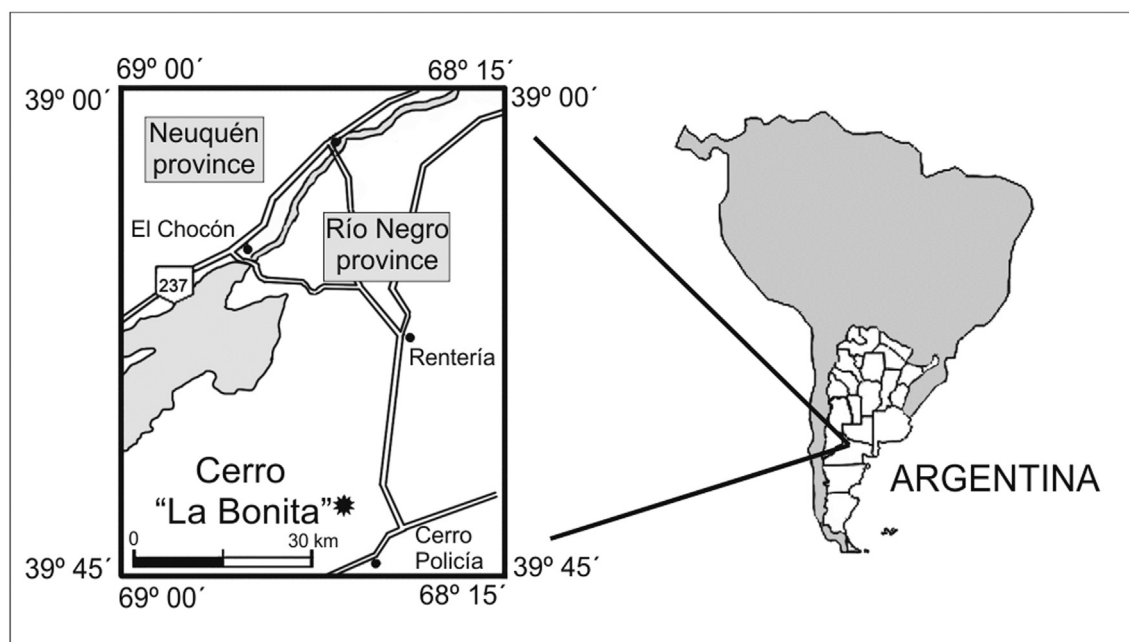 69º 00´
68º 15´
39º 00´
39º 00´
Neuquén
province
El Chocón
Río Negro
province
237
Rentería
Cerro
“La Bonita”
ARGENTINA
0
30 km
Cerro
Policía
39º 45´
39º 45´
69º 00´
68º 15´